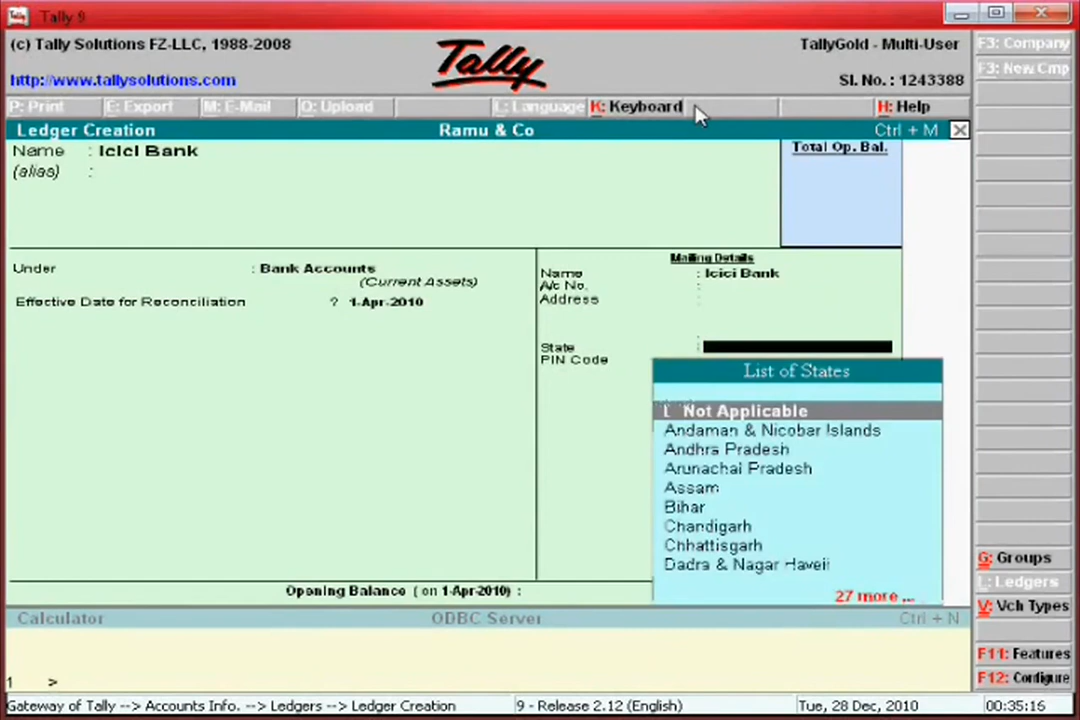 Tally 9
(c) Tally Solutions FZ-LLC, 1988-2008
TallyGold - Multi-User
Tally
http://www.tallysolutions.com
Sl. No. : 1243388
P: Print E: Export M: E-Mail O: Upload L: Language K: Keyboard H: Help
F3: Company
F3: New Cmp
Ledger Creation Ramu & Co Ctrl + M
Name : Icici Bank
(alias) :
Total Op. Bal.
Under : Bank Accounts
(Current Assets)
Effective Date for Reconciliation ? 1-Apr-2010
Mailing Details
Name : Icici Bank
A/c No. :
Address :
State :
PIN Code
List of States
Not Applicable
Andaman & Nicobar Islands
Andhra Pradesh
Arunachal Pradesh
Assam
Bihar
Chandigarh
Chhattisgarh
Dadra & Nagar Haveli
27 more ...
Opening Balance ( on 1-Apr-2010) :
G: Groups
L: Ledgers
V: Vch Types
F11: Features
F12: Configure
Calculator ODBC Server Ctrl + N
1 >
Gateway of Tally --> Accounts Info. --> Ledgers --> Ledger Creation 9 - Release 2.12 (English) Tue, 28 Dec, 2010 00:35:16